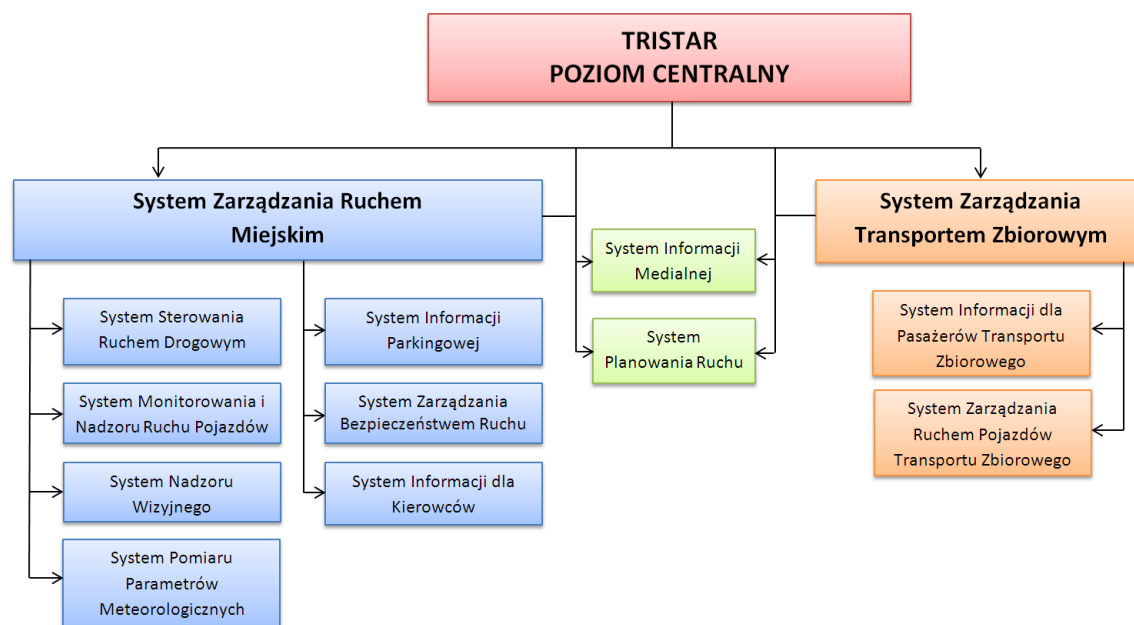 TRISTAR
POZIOM CENTRALNY
System Zarządzania Ruchem
Miejskim
System Zarządzania
Transportem Zbiorowym
System Informacji
Medialnej
System
Planowania Ruchu
System Sterowania
Ruchem Drogowym
System Monitorowania i
Nadzoru Ruchu Pojazdów
System Nadzoru
Wizyjnego
System Pomiaru
Parametrów
Meteorologicznych
System Informacji
Parkingowej
System Zarządzania
Bezpieczeństwem Ruchu
System Informacji dla
Kierowców
System Informacji dla
Pasażerów Transportu
Zbiorowego
System Zarządzania
Ruchem Pojazdów
Transportu Zbiorowego